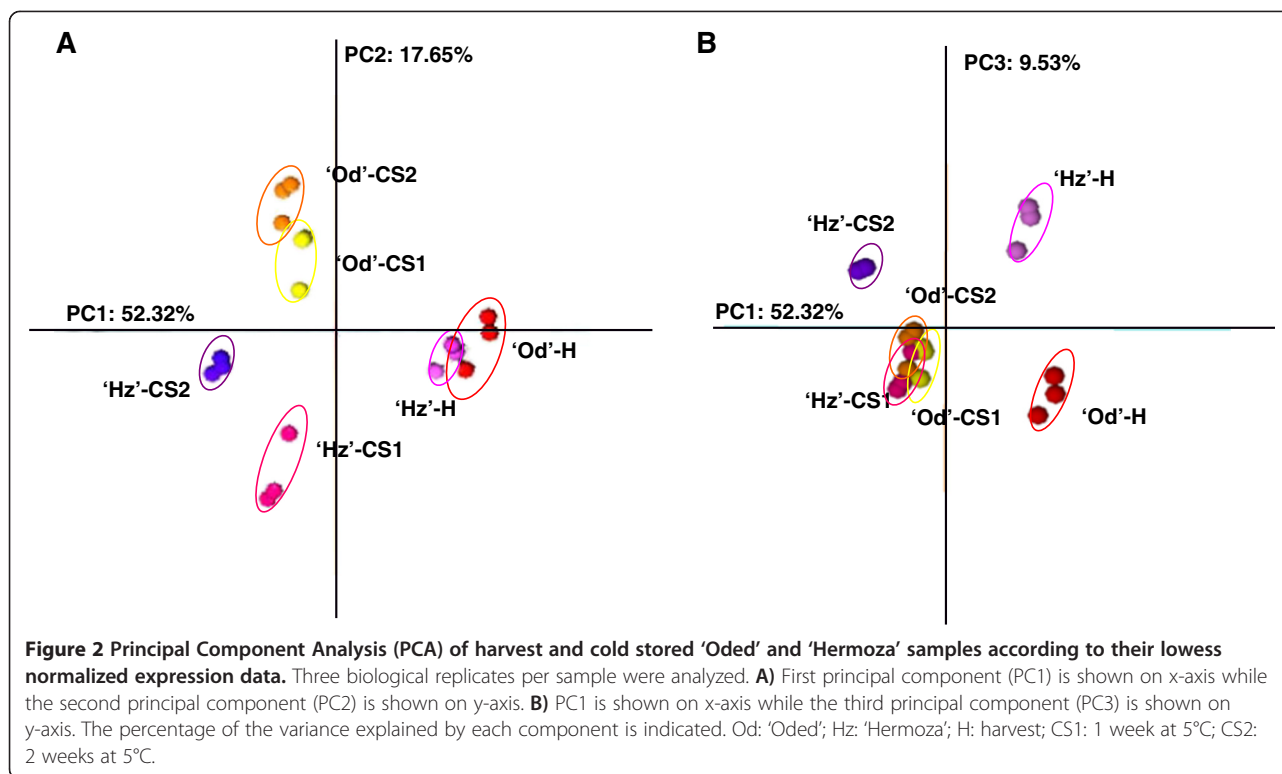 A
PC2: 17.65%
'Od'-CS2
'Od'-CS1
PC1: 52.32%
'Od'-H
'Hz'-CS2
'Hz'-H
'Hz'-CS1
B
PC3: 9.53%
'Hz'-H
'Hz'-CS2
'Od'-CS2
PC1: 52.32%
'Hz'-CS1
'Od'-CS1
'Od'-H
Figure 2 Principal Component Analysis (PCA) of harvest and cold stored 'Oded' and 'Hermoza' samples according to their lowess
normalized expression data. Three biological replicates per sample were analyzed. A) First principal component (PC1) is shown on x-axis while
the second principal component (PC2) is shown on y-axis. B) PC1 is shown on x-axis while the third principal component (PC3) is shown on
y-axis. The percentage of the variance explained by each component is indicated. Od: 'Oded'; Hz: 'Hermoza'; H: harvest; CS1: 1 week at 5°C; CS2:
2 weeks at 5°C.